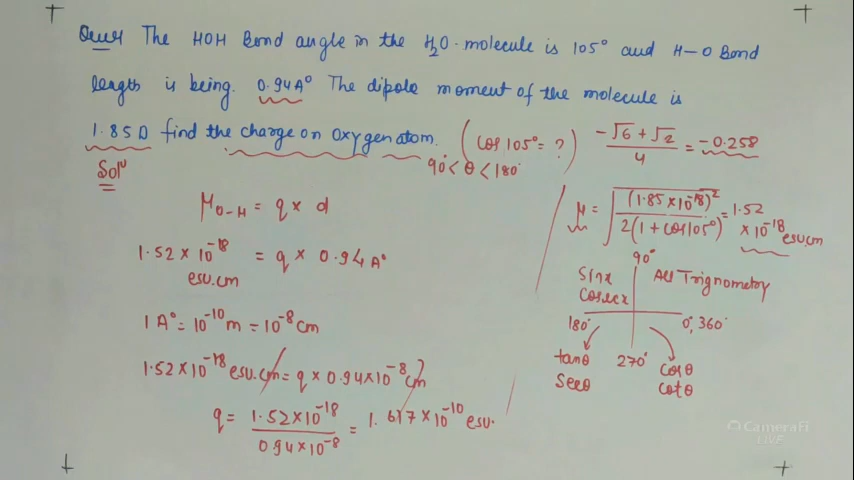 Ques The HOH Bond angle in the H₂O molecule is 105° and H-O Bond
length is being. 0.94A° The dipole moment of the molecule is
1.85D find the charge on oxygen atom.
(cos 105° = ?)
(-√6 + √2)/4 = -0.258
90° < θ < 180°
Solⁿ
μO-H = q × d
1.52 × 10⁻¹⁸ esu.cm = q × 0.94 A°
1 A° = 10⁻¹⁰ m = 10⁻⁸ cm
1.52 × 10⁻¹⁸ esu.cm = q × 0.94 × 10⁻⁸ cm
q = (1.52 × 10⁻¹⁸)/(0.94 × 10⁻⁸) = 1.617 × 10⁻¹⁰ esu.
μ = √((1.85 × 10⁻¹⁸)²/(2(1 + cos105°))) = 1.52 × 10⁻¹⁸ esu.cm
90°
Sinx
Cosecx
All Trignometry
180°
0°, 360°
tanθ
270°
cosθ
Secθ
cotθ
CameraFi
LIVE